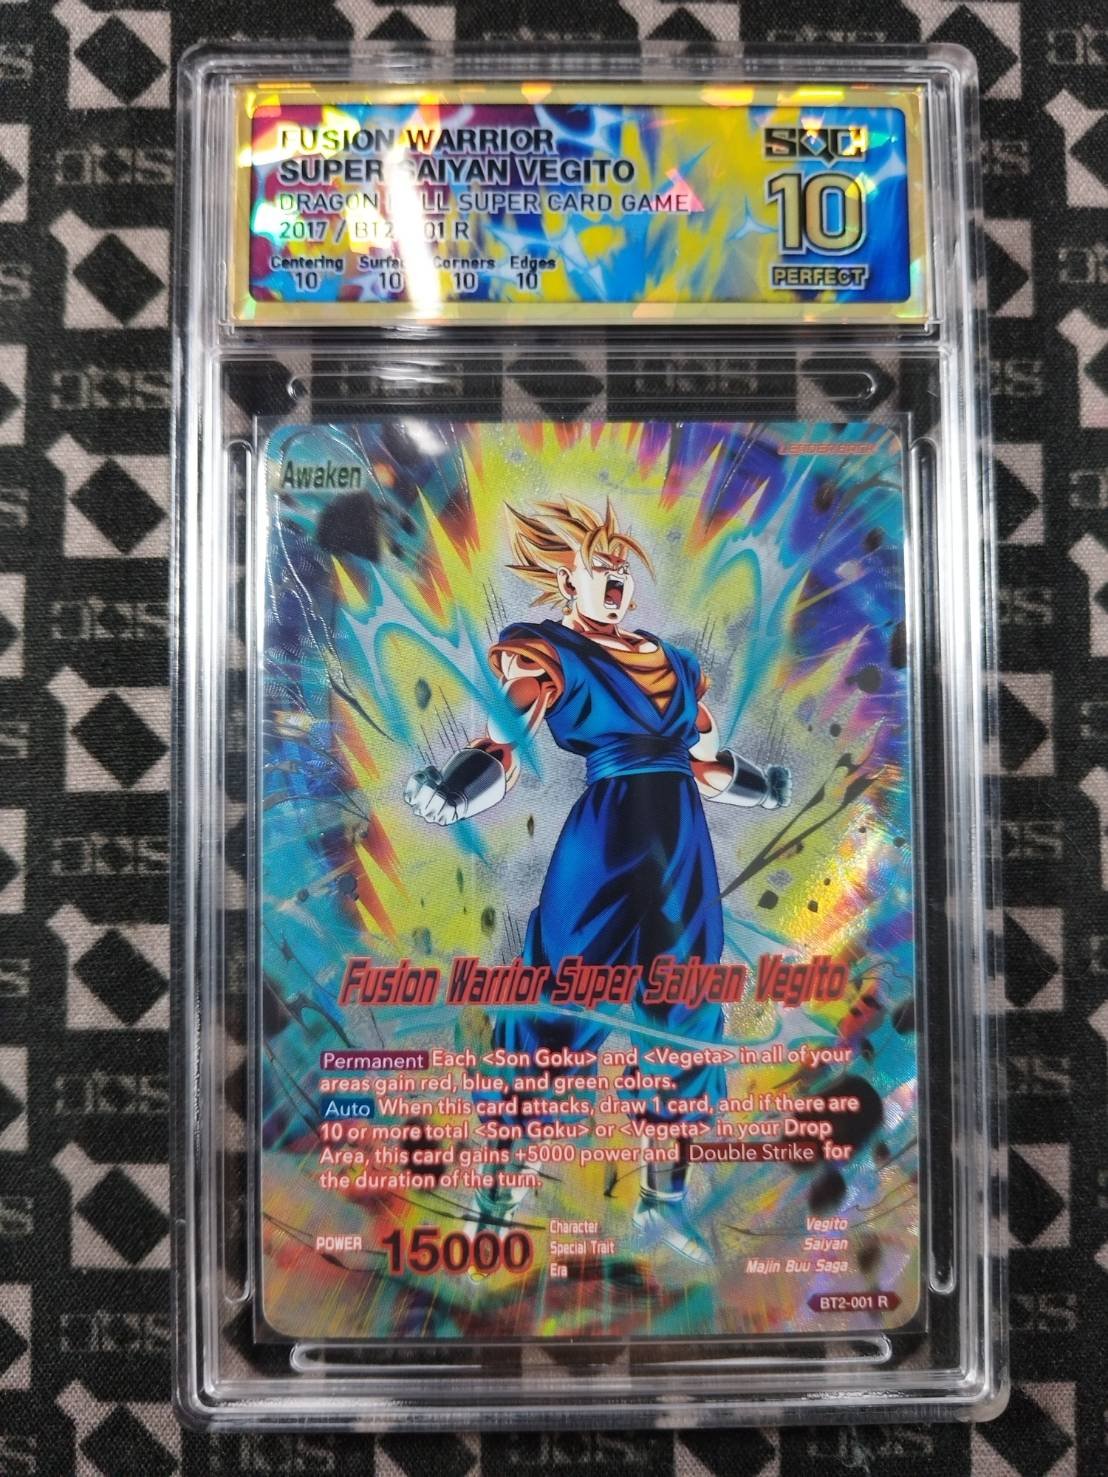 FUSION WARRIOR
SUPER SAIYAN VEGITO
DRAGON BALL SUPER CARD GAME
2017 / BT2-001 R
Centering Surface Corners Edges
10 10 10 10
SQC
10
PERFECT
Awaken
LEADER BACK
Fusion Warrior Super Saiyan Vegito
Permanent Each <Son Goku> and <Vegeta> in all of your
areas gain red, blue, and green colors.
Auto When this card attacks, draw 1 card, and if there are
10 or more total <Son Goku> or <Vegeta> in your Drop
Area, this card gains +5000 power and Double Strike for
the duration of the turn.
POWER 15000
Character Vegito
Special Trait Saiyan
Era Majin Buu Saga
BT2-001 R